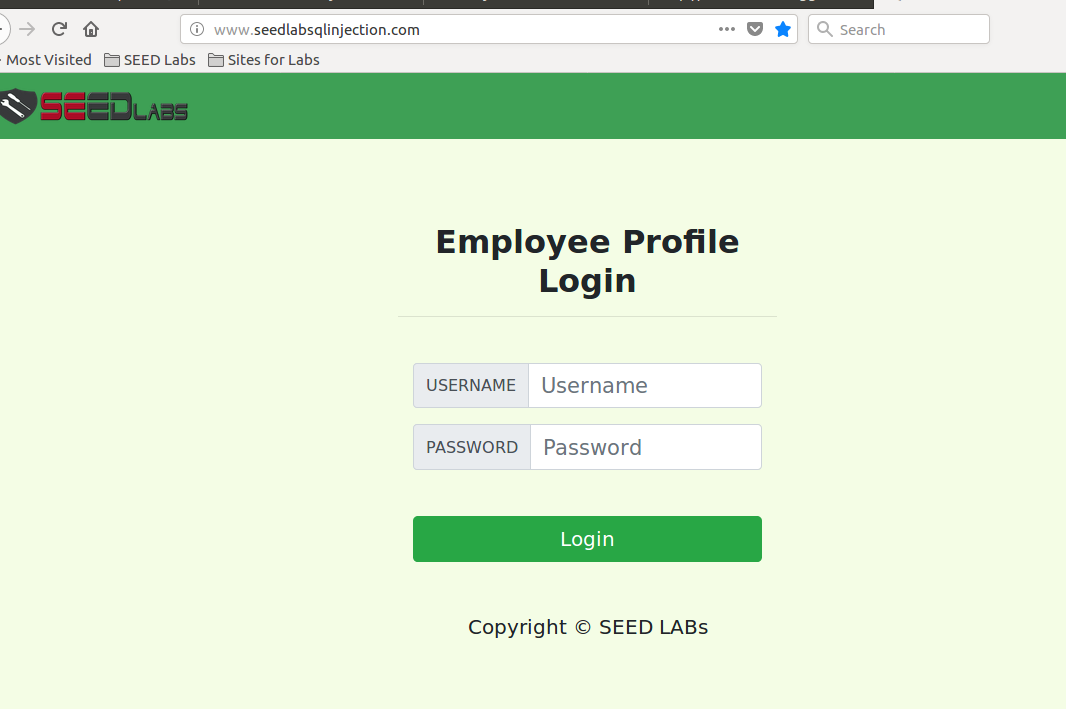 www.seedlabsqlinjection.com
Search
Most Visited SEED Labs Sites for Labs
SEEDLABS
Employee Profile
Login
USERNAME Username
PASSWORD Password
Login
Copyright © SEED LABs